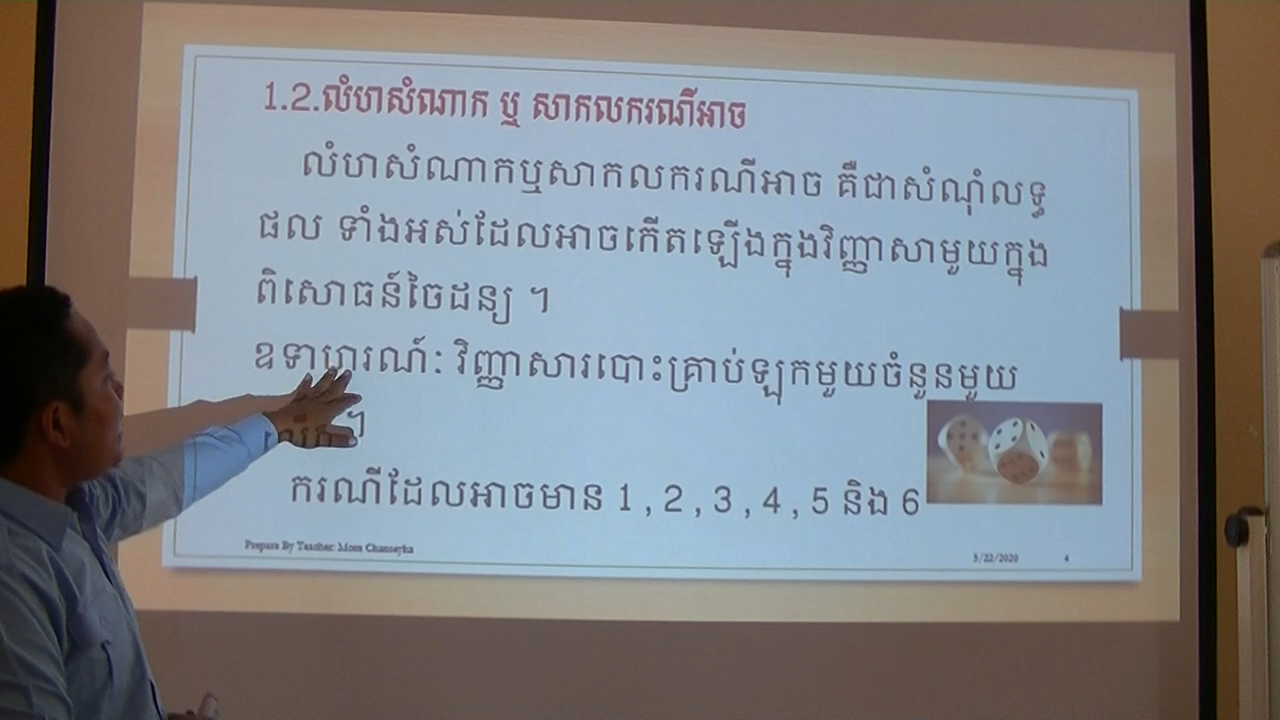 1.2.លំហសំណាក ឬ សាកលករណីអាច
លំហសំណាកឬសាកលករណីអាច គឺជាសំណុំលទ្ធ
ផល ទាំងអស់ដែលអាចកើតឡើងក្នុងវិញ្ញាសាមួយក្នុង
ពិសោធន៍ចៃដន្យ ។
ឧទាហរណ៍: វិញ្ញាសារបោះគ្រាប់ឡុកមួយចំនួនមួយ
លើក ។
ករណីដែលអាចមាន 1 , 2 , 3 , 4 , 5 និង 6
Prepare By Teacher: Mom Chanseyha
5/22/2020
4